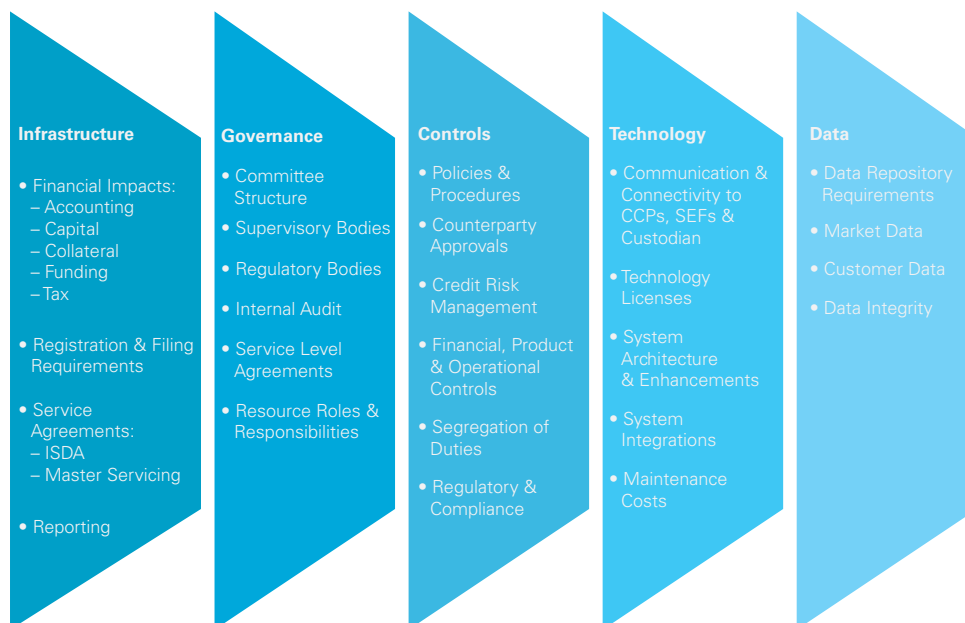 Infrastructure
• Financial Impacts:
– Accounting
– Capital
– Collateral
– Funding
– Tax
• Registration & Filing
Requirements
• Service
Agreements:
– ISDA
– Master Servicing
• Reporting
Governance
• Committee
Structure
• Supervisory Bodies
• Regulatory Bodies
• Internal Audit
• Service Level
Agreements
• Resource Roles &
Responsibilities
Controls
• Policies &
Procedures
• Counterparty
Approvals
• Credit Risk
Management
• Financial, Product
& Operational
Controls
• Segregation of
Duties
• Regulatory &
Compliance
Technology
• Communication &
Connectivity to
CCPs, SEFs &
Custodian
• Technology
Licenses
• System
Architecture
& Enhancements
• System
Integrations
• Maintenance
Costs
Data
• Data Repository
Requirements
• Market Data
• Customer Data
• Data Integrity